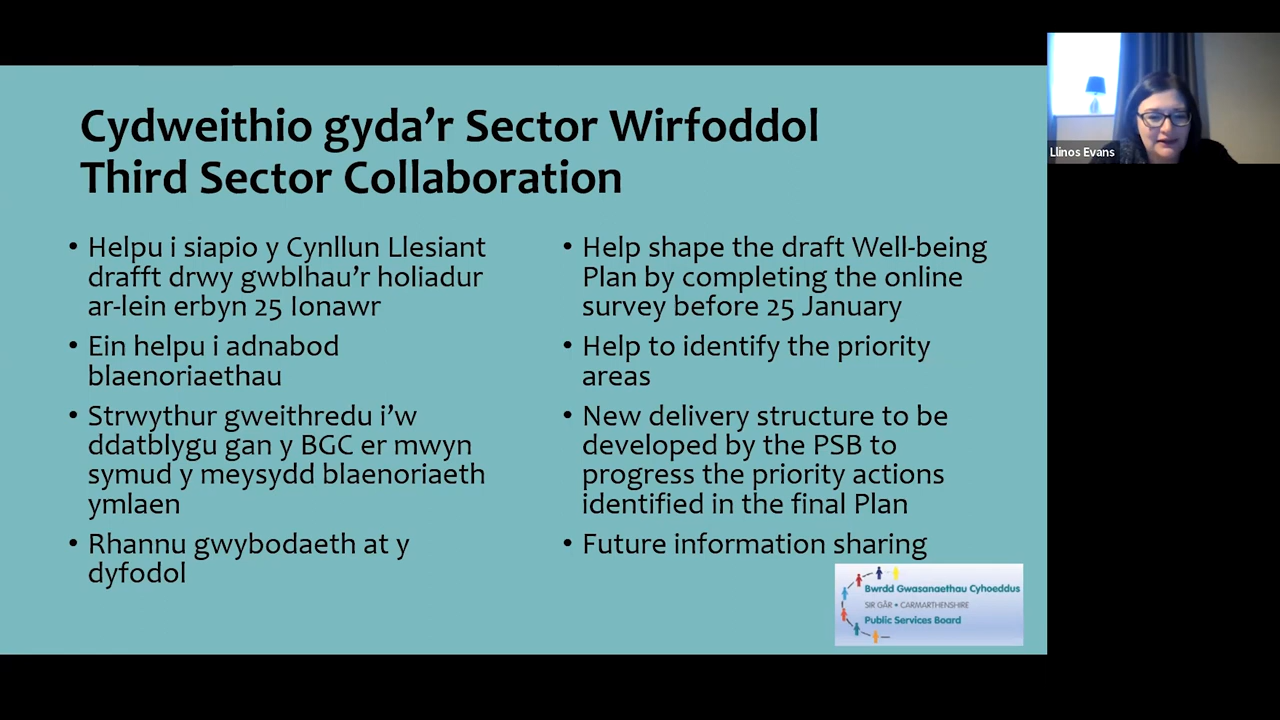 Cydweithio gyda'r Sector Wirfoddol
Third Sector Collaboration
• Helpu i siapio y Cynllun Llesiant
drafft drwy gwblhau'r holiadur
ar-lein erbyn 25 Ionawr
• Ein helpu i adnabod
blaenoriaethau
• Strwythur gweithredu i'w
ddatblygu gan y BGC er mwyn
symud y meysydd blaenoriaeth
ymlaen
• Rhannu gwybodaeth at y
dyfodol
• Help shape the draft Well-being
Plan by completing the online
survey before 25 January
• Help to identify the priority
areas
• New delivery structure to be
developed by the PSB to
progress the priority actions
identified in the final Plan
• Future information sharing
Bwrdd Gwasanaethau Cyhoeddus
SIR GÂR • CARMARTHENSHIRE
Public Services Board
Llinos Evans